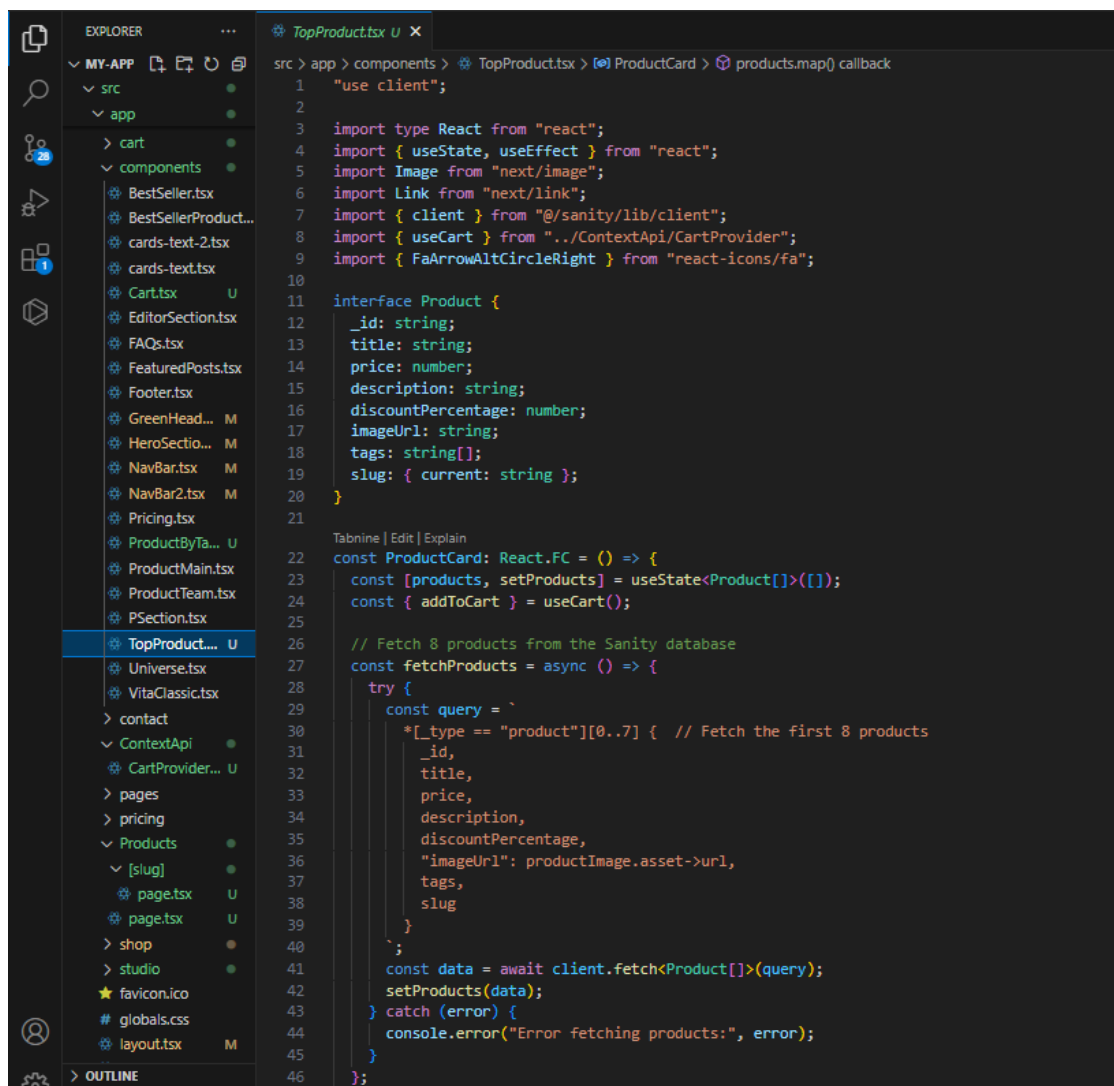 EXPLORER ...
MY-APP
src
app
cart
components
BestSeller.tsx
BestSellerProduct...
cards-text-2.tsx
cards-text.tsx
Cart.tsx U
EditorSection.tsx
FAQs.tsx
FeaturedPosts.tsx
Footer.tsx
GreenHead... M
HeroSectio... M
NavBar.tsx M
NavBar2.tsx M
Pricing.tsx
ProductByTa... U
ProductMain.tsx
ProductTeam.tsx
PSection.tsx
TopProduct.... U
Universe.tsx
VitaClassic.tsx
contact
ContextApi
CartProvider... U
pages
pricing
Products
[slug]
page.tsx U
page.tsx U
shop
studio
favicon.ico
# globals.css
layout.tsx M
OUTLINE
28
1
TopProduct.tsx U
src > app > components > TopProduct.tsx > ProductCard > products.map() callback
1 "use client";
2
3 import type React from "react";
4 import { useState, useEffect } from "react";
5 import Image from "next/image";
6 import Link from "next/link";
7 import { client } from "@/sanity/lib/client";
8 import { useCart } from "../ContextApi/CartProvider";
9 import { FaArrowAltCircleRight } from "react-icons/fa";
10
11 interface Product {
12 _id: string;
13 title: string;
14 price: number;
15 description: string;
16 discountPercentage: number;
17 imageUrl: string;
18 tags: string[];
19 slug: { current: string };
20 }
21
Tabnine | Edit | Explain
22 const ProductCard: React.FC = () => {
23 const [products, setProducts] = useState<Product[]>([]);
24 const { addToCart } = useCart();
25
26 // Fetch 8 products from the Sanity database
27 const fetchProducts = async () => {
28 try {
29 const query = `
30 *[_type == "product"][0..7] { // Fetch the first 8 products
31 _id,
32 title,
33 price,
34 description,
35 discountPercentage,
36 "imageUrl": productImage.asset->url,
37 tags,
38 slug
39 }
40 `;
41 const data = await client.fetch<Product[]>(query);
42 setProducts(data);
43 } catch (error) {
44 console.error("Error fetching products:", error);
45 }
46 };